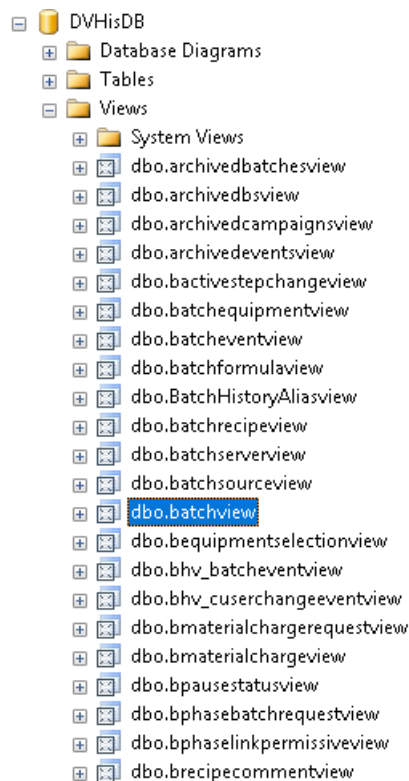 DVHisDB
Database Diagrams
Tables
Views
System Views
dbo.archivedbatchesview
dbo.archivedbsview
dbo.archivedcampaignsview
dbo.archivedeventsview
dbo.bactivestepchangeview
dbo.batchequipmentview
dbo.batcheventview
dbo.batchformulaview
dbo.BatchHistoryAliasview
dbo.batchrecipeview
dbo.batchserverview
dbo.batchsourceview
dbo.batchview
dbo.bequipmentselectionview
dbo.bhv_batcheventview
dbo.bhv_cuserchangeeventview
dbo.bmaterialchargerequestview
dbo.bmaterialchargeview
dbo.bpausestatusview
dbo.bphasebatchrequestview
dbo.bphaselinkpermissiveview
dbo.brecipecommentview